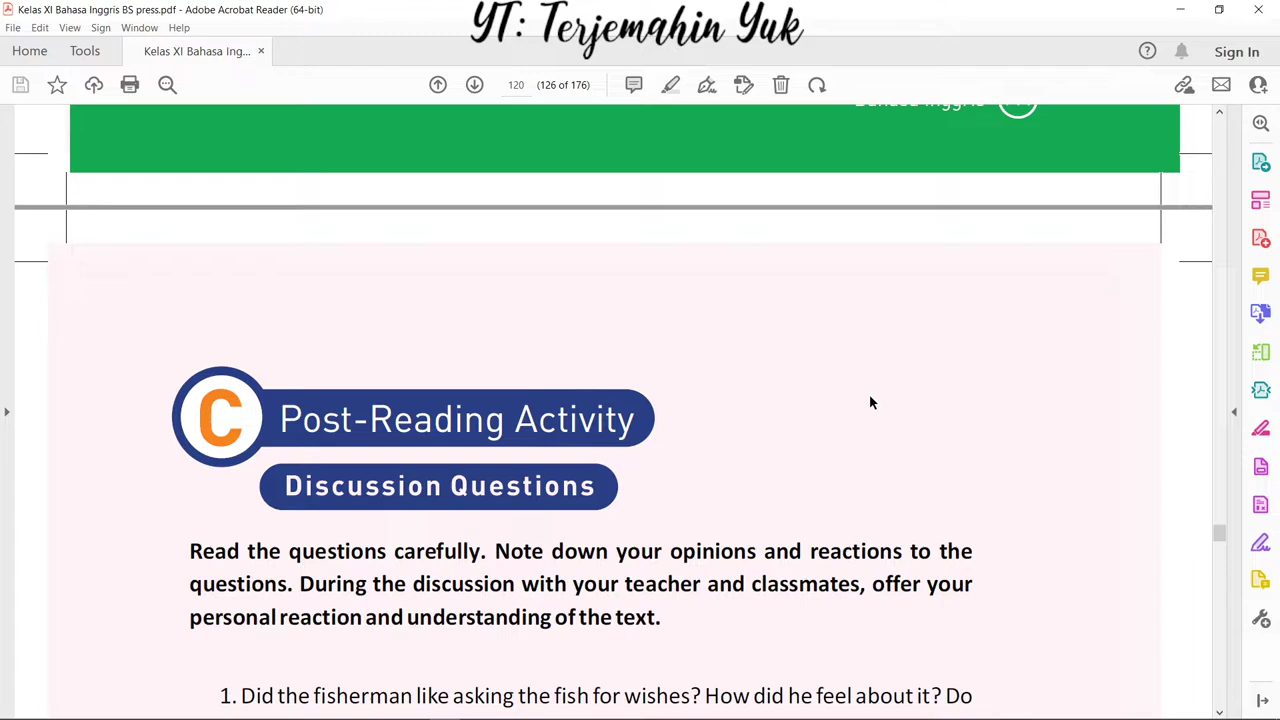 Kelas XI Bahasa Inggris BS press.pdf - Adobe Acrobat Reader (64-bit)
YT: Terjemahin Yuk
File Edit View Sign Window Help
Home Tools Kelas XI Bahasa Ing... × Sign In
120 (126 of 176)
Bahasa Inggris
C Post-Reading Activity
Discussion Questions
Read the questions carefully. Note down your opinions and reactions to the
questions. During the discussion with your teacher and classmates, offer your
personal reaction and understanding of the text.
1. Did the fisherman like asking the fish for wishes? How did he feel about it? Do